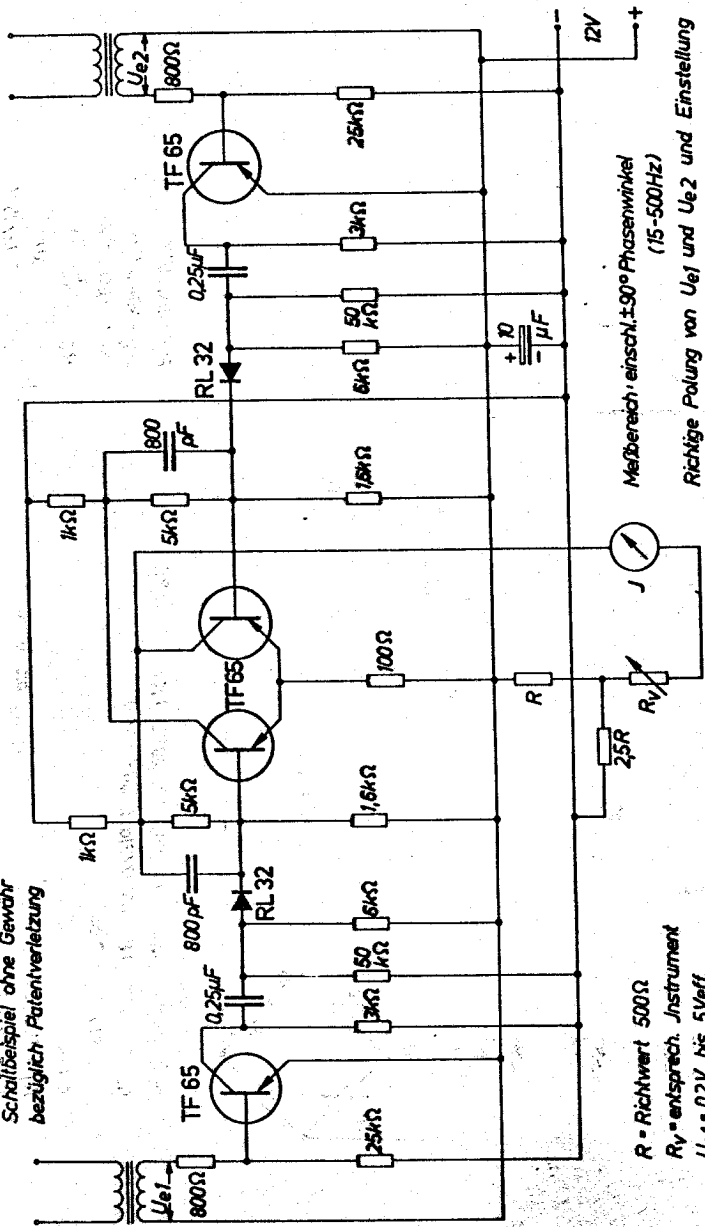 Schaltbeispiel ohne Gewähr
bezüglich Patentverletzung
Ue1
800Ω
TF 65
25kΩ
0,25µF
3kΩ
50
kΩ
6kΩ
RL 32
800pF
1kΩ
5kΩ
1,6kΩ
TF65
100Ω
1kΩ
5kΩ
800
pF
1,6kΩ
RL 32
6kΩ
50
kΩ
0,25µF
3kΩ
TF 65
25kΩ
800Ω
Ue2
+ 10
- µF
-
12V
+
R
2,5R
RV
J
R = Richtwert 500Ω
RV = entsprech. Instrument
Meßbereich: einschl. ±90° Phasenwinkel
(15-500Hz)
Richtige Polung von Ue1 und Ue2 und Einstellung